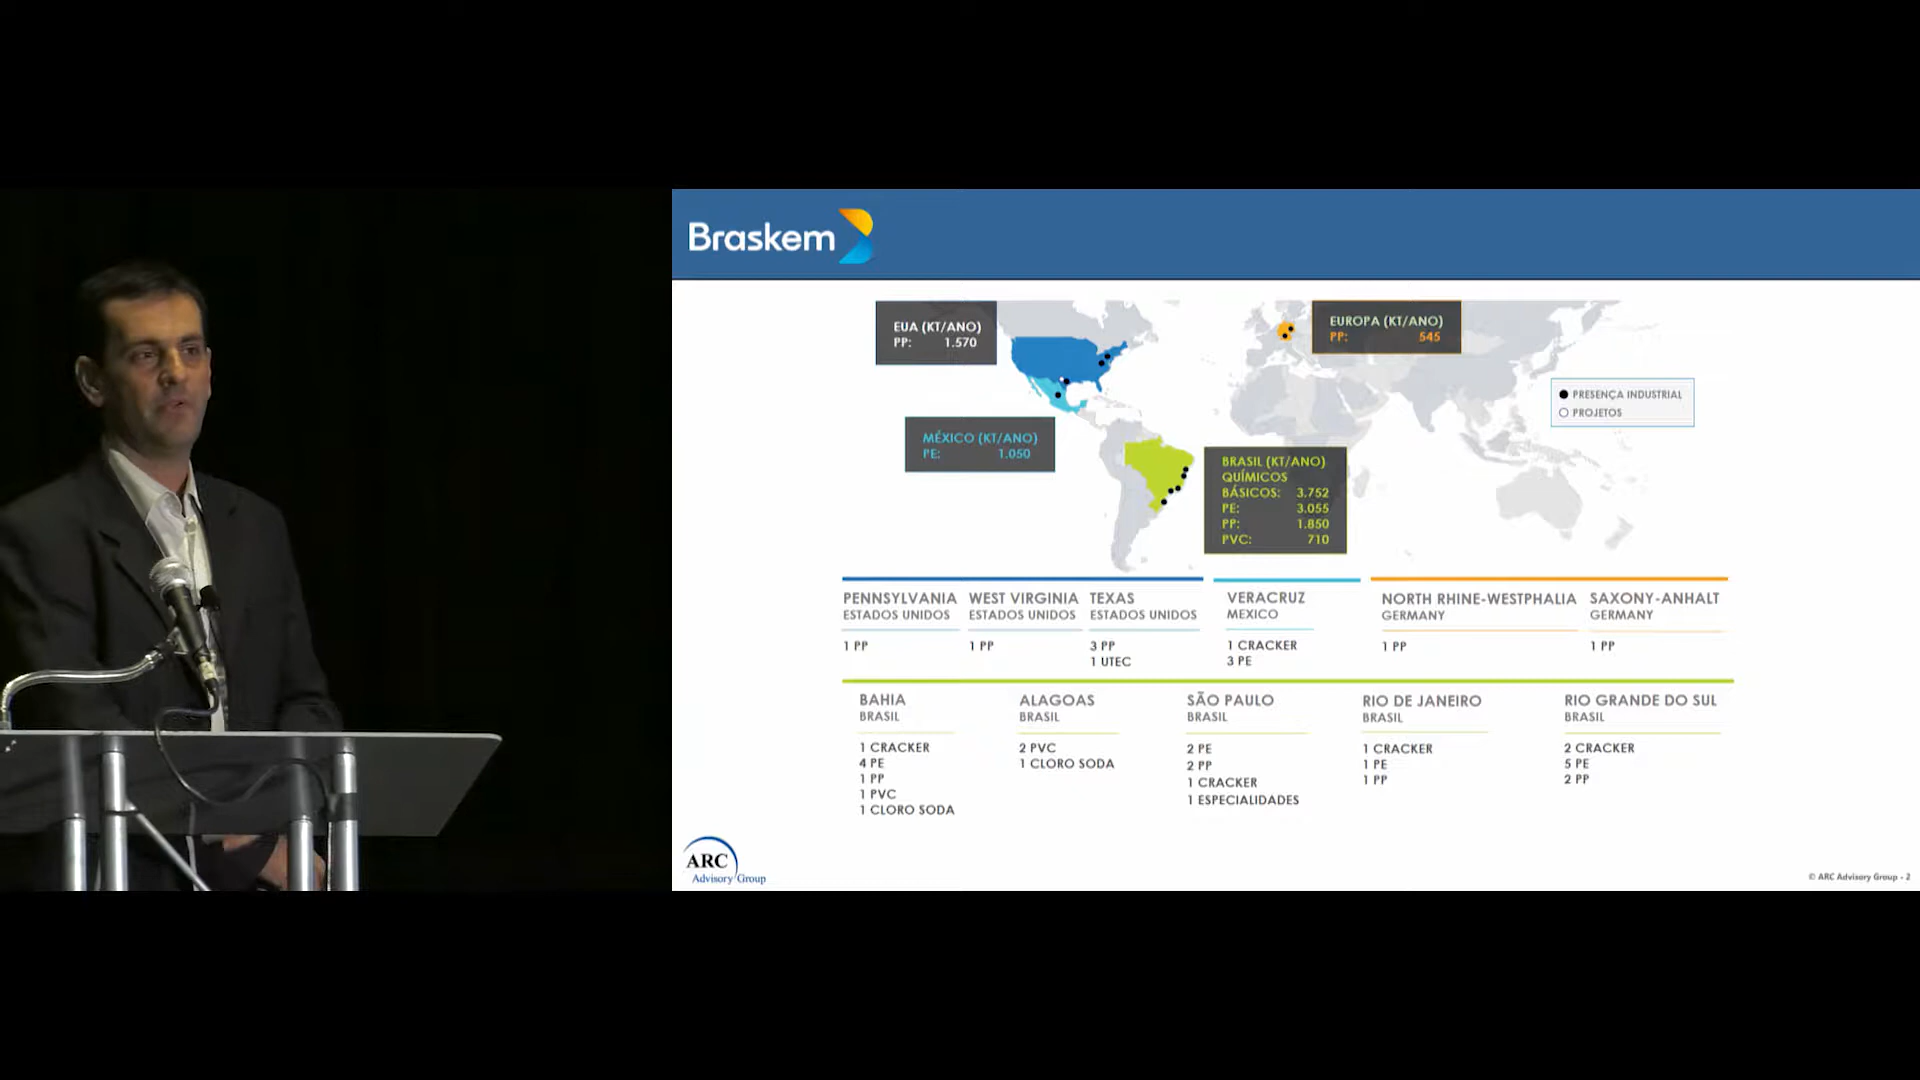 Braskem
EUA (KT/ANO)
PP: 1.570
EUROPA (KT/ANO)
PP: 545
PRESENÇA INDUSTRIAL
PROJETOS
MÉXICO (KT/ANO)
PE: 1.050
BRASIL (KT/ANO)
QUÍMICOS
BÁSICOS: 3.752
PE: 3.055
PP: 1.850
PVC: 710
PENNSYLVANIA
ESTADOS UNIDOS
1 PP
WEST VIRGINIA
ESTADOS UNIDOS
1 PP
TEXAS
ESTADOS UNIDOS
3 PP
1 UTEC
VERACRUZ
MEXICO
1 CRACKER
3 PE
NORTH RHINE-WESTPHALIA
GERMANY
1 PP
SAXONY-ANHALT
GERMANY
1 PP
BAHIA
BRASIL
1 CRACKER
4 PE
1 PP
1 PVC
1 CLORO SODA
ALAGOAS
BRASIL
2 PVC
1 CLORO SODA
SÃO PAULO
BRASIL
2 PE
2 PP
1 CRACKER
1 ESPECIALIDADES
RIO DE JANEIRO
BRASIL
1 CRACKER
1 PE
1 PP
RIO GRANDE DO SUL
BRASIL
2 CRACKER
5 PE
2 PP
ARC
Advisory Group
© ARC Advisory Group - 2